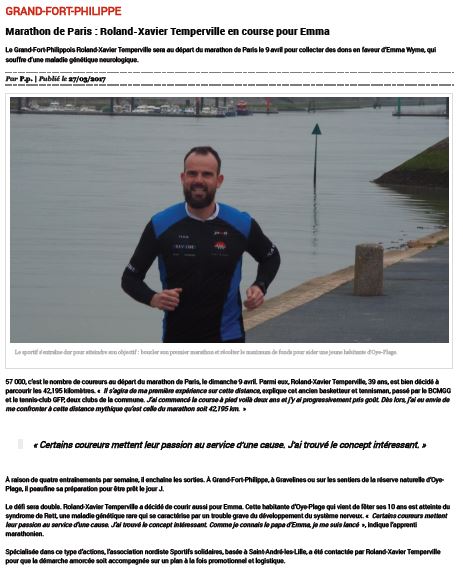 GRAND-FORT-PHILIPPE
Marathon de Paris : Roland-Xavier Temperville en course pour Emma
Le Grand-Fort-Philippois Roland-Xavier Temperville sera au départ du marathon de Paris le 9 avril pour collecter des dons en faveur d'Emma Wyme, qui
souffre d'une maladie génétique neurologique.
Par P.p. | Publié le 27/03/2017
Le sportif s'entraîne dur pour atteindre son objectif : boucler son premier marathon et récolter le maximum de fonds pour aider une jeune habitante d'Oye-Plage.
57 000, c'est le nombre de coureurs au départ du marathon de Paris, le dimanche 9 avril. Parmi eux, Roland-Xavier Temperville, 39 ans, est bien décidé à
parcourir les 42,195 kilomètres. « Il s'agira de ma première expérience sur cette distance, explique cet ancien basketteur et tennisman, passé par le BCMGG
et le tennis-club GFP, deux clubs de la commune. J'ai commencé la course à pied voilà deux ans et j'y ai progressivement pris goût. Dès lors, j'ai eu envie de
me confronter à cette distance mythique qu'est celle du marathon soit 42,195 km. »
« Certains coureurs mettent leur passion au service d'une cause. J'ai trouvé le concept intéressant. »
À raison de quatre entraînements par semaine, il enchaîne les sorties. À Grand-Fort-Philippe, à Gravelines ou sur les sentiers de la réserve naturelle d'Oye-
Plage, il peaufine sa préparation pour être prêt le jour J.
Le défi sera double. Roland-Xavier Temperville a décidé de courir aussi pour Emma. Cette habitante d'Oye-Plage qui vient de fêter ses 10 ans est atteinte du
syndrome de Rett, une maladie génétique rare qui se caractérise par un trouble grave du développement du système nerveux. « Certains coureurs mettent
leur passion au service d'une cause. J'ai trouvé le concept intéressant. Comme je connais le papa d'Emma, je me suis lancé », indique l'apprenti
marathonien.
Spécialisée dans ce type d'actions, l'association nordiste Sportifs solidaires, basée à Saint-André-les-Lille, a été contactée par Roland-Xavier Temperville
pour que la démarche amorcée soit accompagnée sur un plan à la fois promotionnel et logistique.